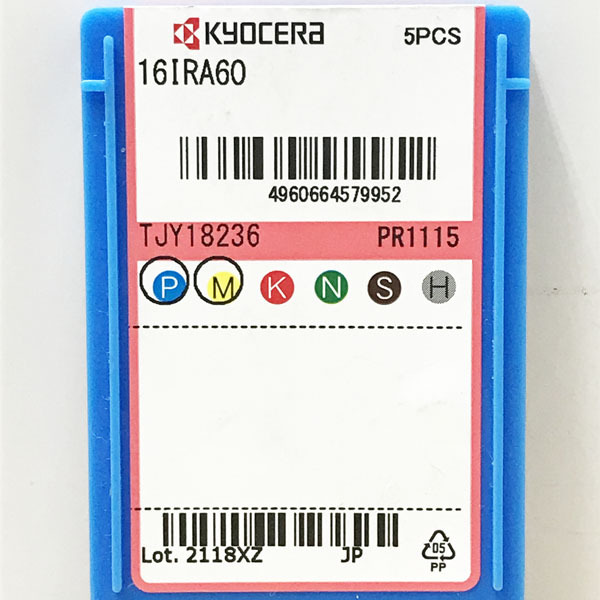 KYOCERA 5PCS
16IRA60
4960664579952
TJY18236 PR1115
P M K N S H
Lot. 2118XZ JP
05
PP